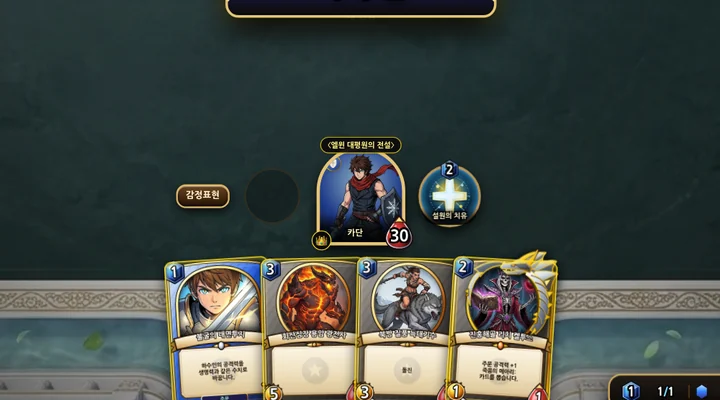 <엘윈 대평원의 전설>
감정표현
카단
30
2
설원의 치유
1
3
3
2
하수인의 공격력을
생명력과 같은 수치로
바꿉니다.
돌진
주문 공격력 +1
죽음의 메아리:
카드를 뽑습니다.
5
3
1
1
1
1/1